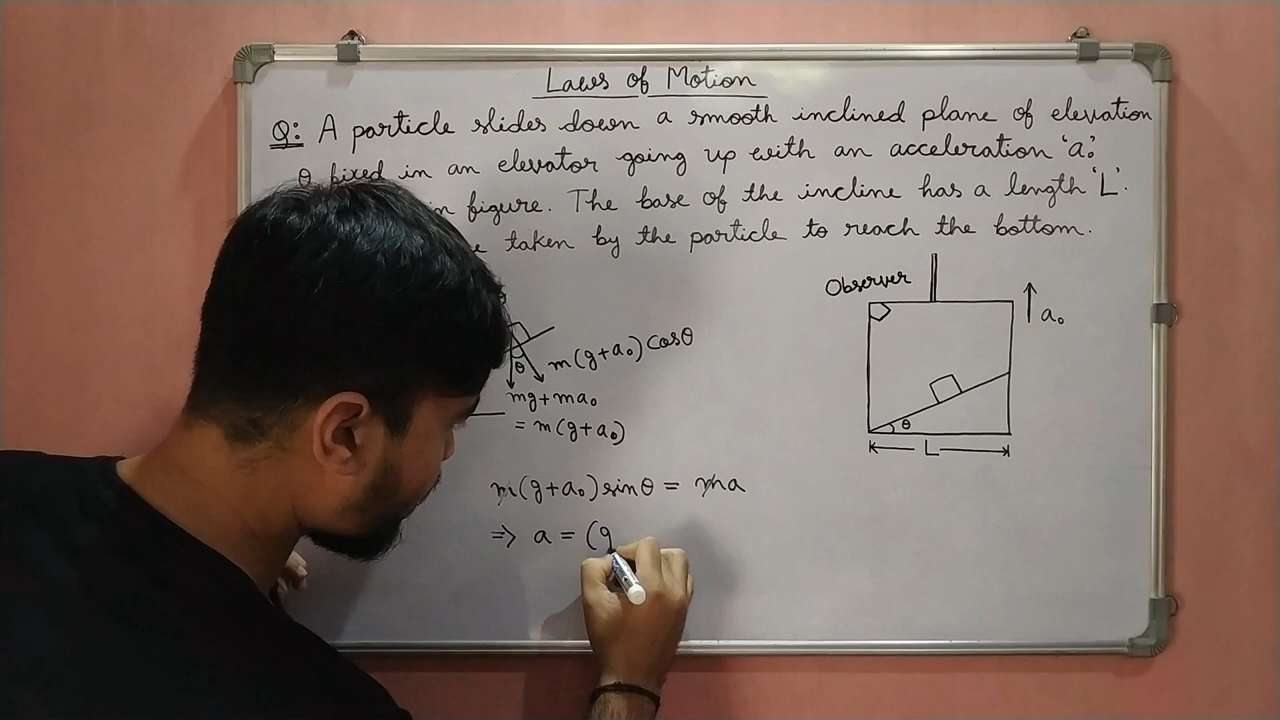 Laws of Motion
Q: A particle slides down a smooth inclined plane of elevation
θ fixed in an elevator going up with an acceleration 'a₀'
in figure. The base of the incline has a length 'L'.
taken by the particle to reach the bottom.
Observer
a₀
θ
L
m(g+a₀)cosθ
θ
mg+ma₀
= m(g+a₀)
m(g+a₀)sinθ = ma
⇒ a = (g